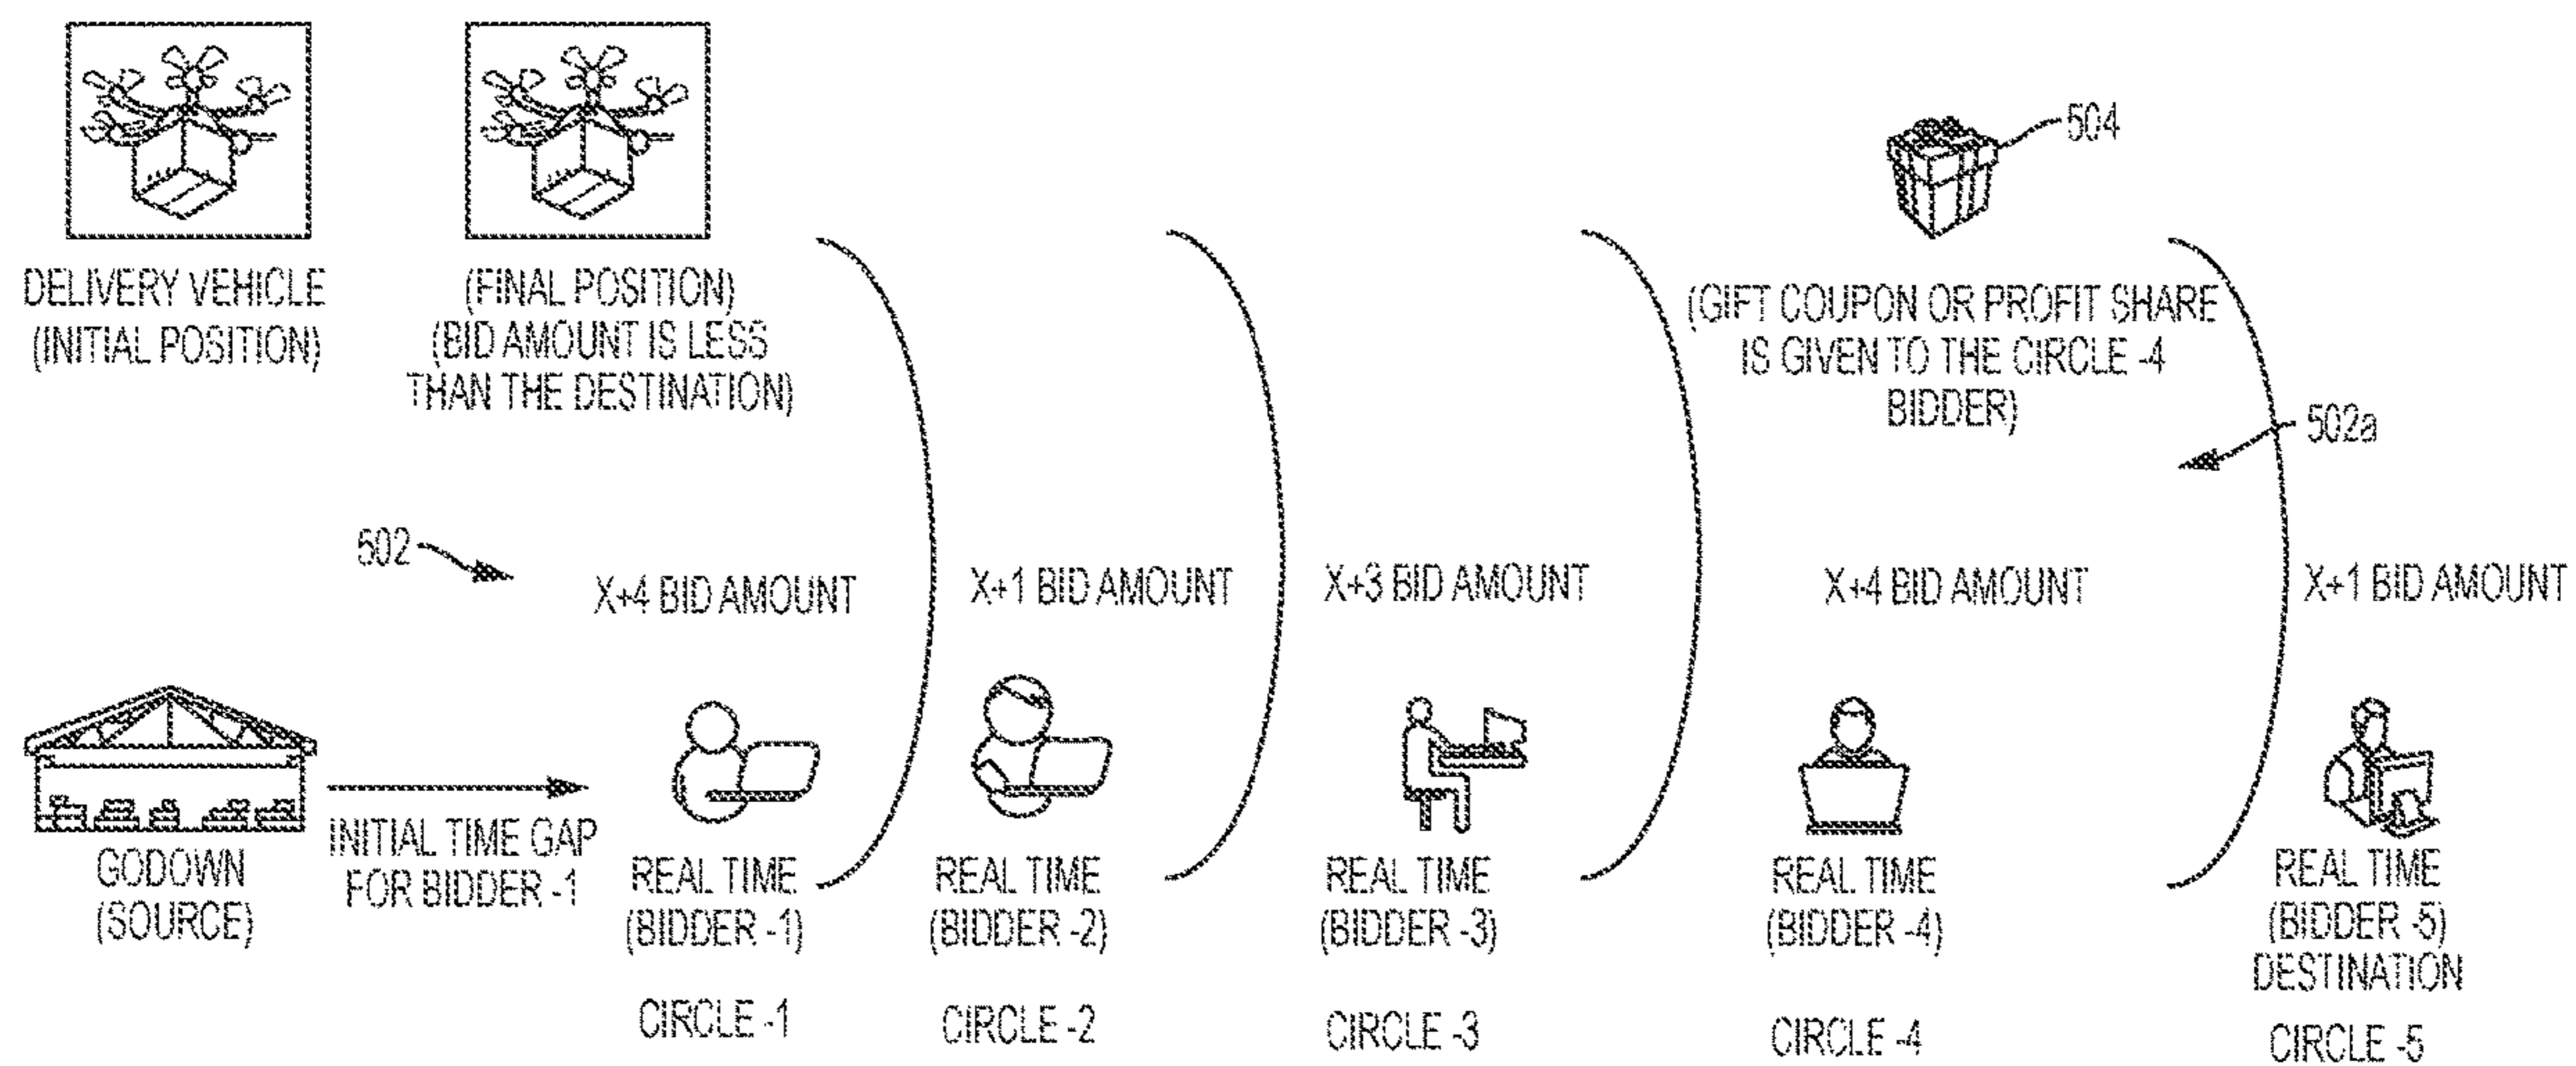 DELIVERY VEHICLE
(INITIAL POSITION)
(FINAL POSITION)
(BID AMOUNT IS LESS
THAN THE DESTINATION)
504
(GIFT COUPON OR PROFIT SHARE
IS GIVEN TO THE CIRCLE -4
BIDDER)
502a
502
X+4 BID AMOUNT
X+1 BID AMOUNT
X+3 BID AMOUNT
X+4 BID AMOUNT
X+1 BID AMOUNT
GODOWN
(SOURCE)
INITIAL TIME GAP
FOR BIDDER -1
REAL TIME
(BIDDER -1)
CIRCLE -1
REAL TIME
(BIDDER -2)
CIRCLE -2
REAL TIME
(BIDDER -3)
CIRCLE -3
REAL TIME
(BIDDER -4)
CIRCLE -4
REAL TIME
(BIDDER -5)
DESTINATION
CIRCLE -5